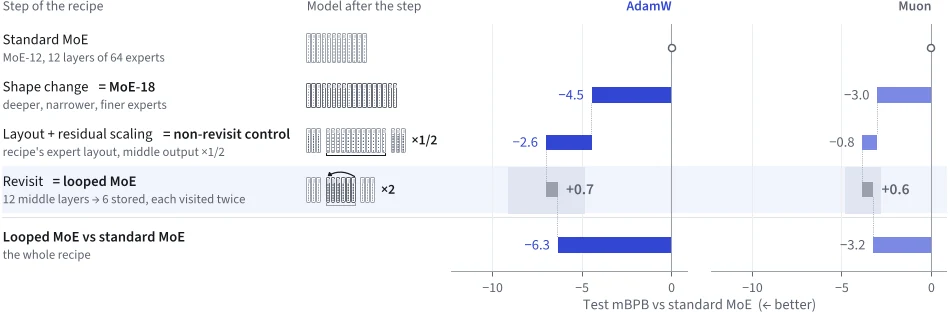 Step of the recipe Model after the step AdamW Muon
Standard MoE
MoE-12, 12 layers of 64 experts
Shape change = MoE-18
deeper, narrower, finer experts
−4.5 −3.0
Layout + residual scaling = non-revisit control
recipe's expert layout, middle output ×1/2
×1/2 −2.6 −0.8
Revisit = looped MoE
12 middle layers → 6 stored, each visited twice
×2 +0.7 +0.6
Looped MoE vs standard MoE
the whole recipe
−6.3 −3.2
−10 −5 0 −10 −5 0
Test mBPB vs standard MoE (← better)